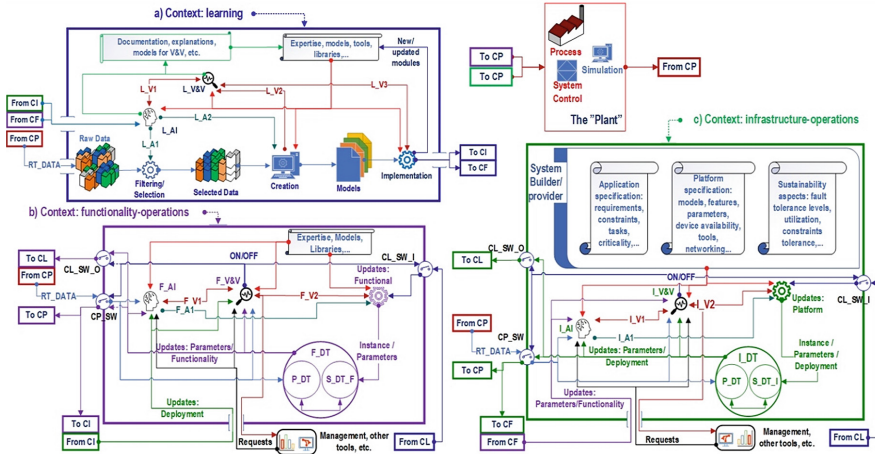 a) Context: learning
Documentation, explanations,
models for V&V, etc.
Expertise, models, tools,
libraries,...
New/
updated
modules
L_V1
L_V&V
L_V2
L_V3
From CI
From CF
From CP
L_AI
L_A2
L_A1
Raw Data
RT_DATA
Filtering/
Selection
Selected Data
Creation
Models
Implementation
To CI
To CF
To CP
To CP
Process
Simulation
System
Control
From CP
The "Plant"
b) Context: functionality-operations
Expertise, Models,
Libraries,...
To CL
From CP
RT_DATA
To CP
CL_SW_O
CP_SW
ON/OFF
F_AI
F_V&V
F_V1
F_A1
F_V2
CL_SW_I
Updates:
Functional
Updates: Parameters/
Functionality
F_DT
P_DT
S_DT_F
Instance /
Parameters
Updates:
Deployment
To CI
From CI
Requests
Management, other
tools, etc.
From CL
c) Context: infrastructure-operations
System
Builder/
provider
Application
specification:
requirements,
constraints,
tasks,
criticality,...
Platform
specification:
models, features,
parameters,
device availability,
tools,
networking...
Sustainability
aspects: fault
tolerance levels,
utilization,
constraints
tolerance,...
To CL
CL_SW_O
ON/OFF
I_V&V
I_V2
I_V1
I_AI
I_A1
CL_SW_I
Updates:
Platform
From CP
RT_DATA
CP_SW
To CP
Updates: Parameters/
Deployment
I_DT
P_DT
S_DT_I
Instance /
Parameters /
Deployment
Updates:
Parameters/Functionality
To CF
From CF
Requests
Management,
other tools, etc.
From CL